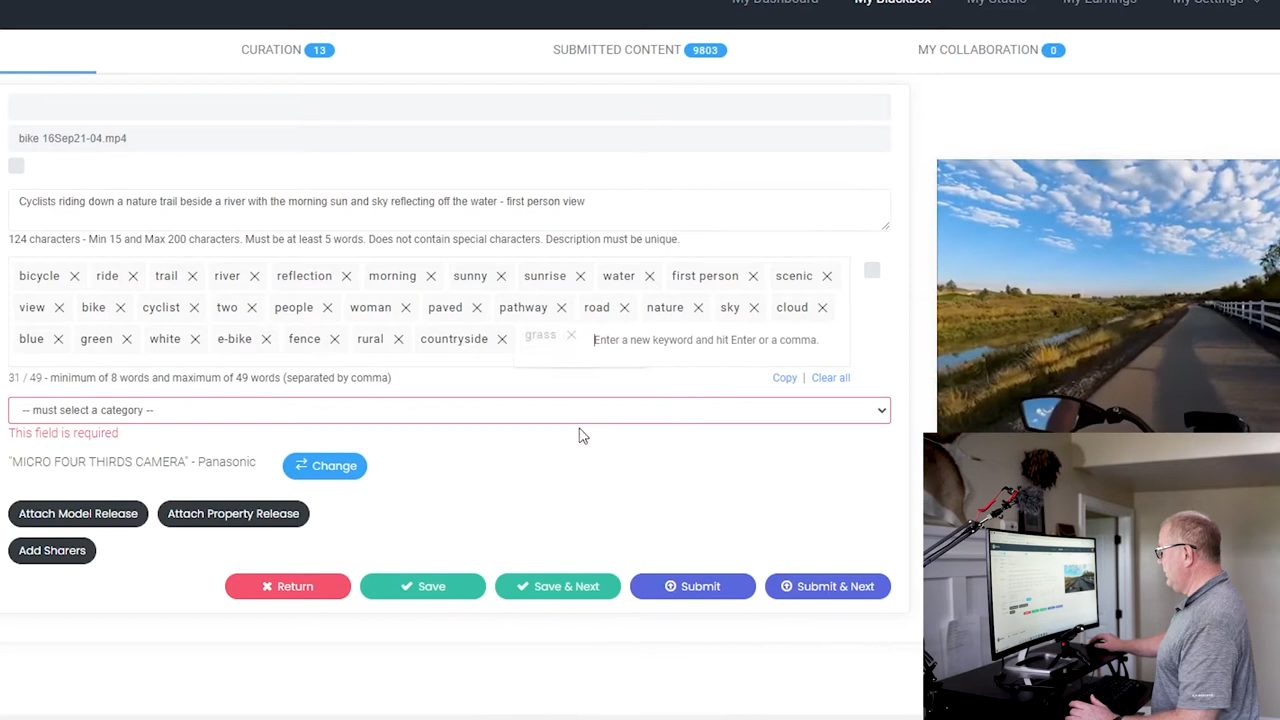 My Dashboard My Blackbox My Studio My Earnings My Settings
CURATION 13 SUBMITTED CONTENT 9803 MY COLLABORATION 0
bike 16Sep21-04.mp4
Cyclists riding down a nature trail beside a river with the morning sun and sky reflecting off the water - first person view
124 characters - Min 15 and Max 200 characters. Must be at least 5 words. Does not contain special characters. Description must be unique.
bicycle ride trail river reflection morning sunny sunrise water first person scenic
view bike cyclist two people woman paved pathway road nature sky cloud
blue green white e-bike fence rural countryside grass Enter a new keyword and hit Enter or a comma.
31 / 49 - minimum of 8 words and maximum of 49 words (separated by comma) Copy | Clear all
-- must select a category --
This field is required
"MICRO FOUR THIRDS CAMERA" - Panasonic Change
Attach Model Release Attach Property Release
Add Sharers
Return Save Save & Next Submit Submit & Next